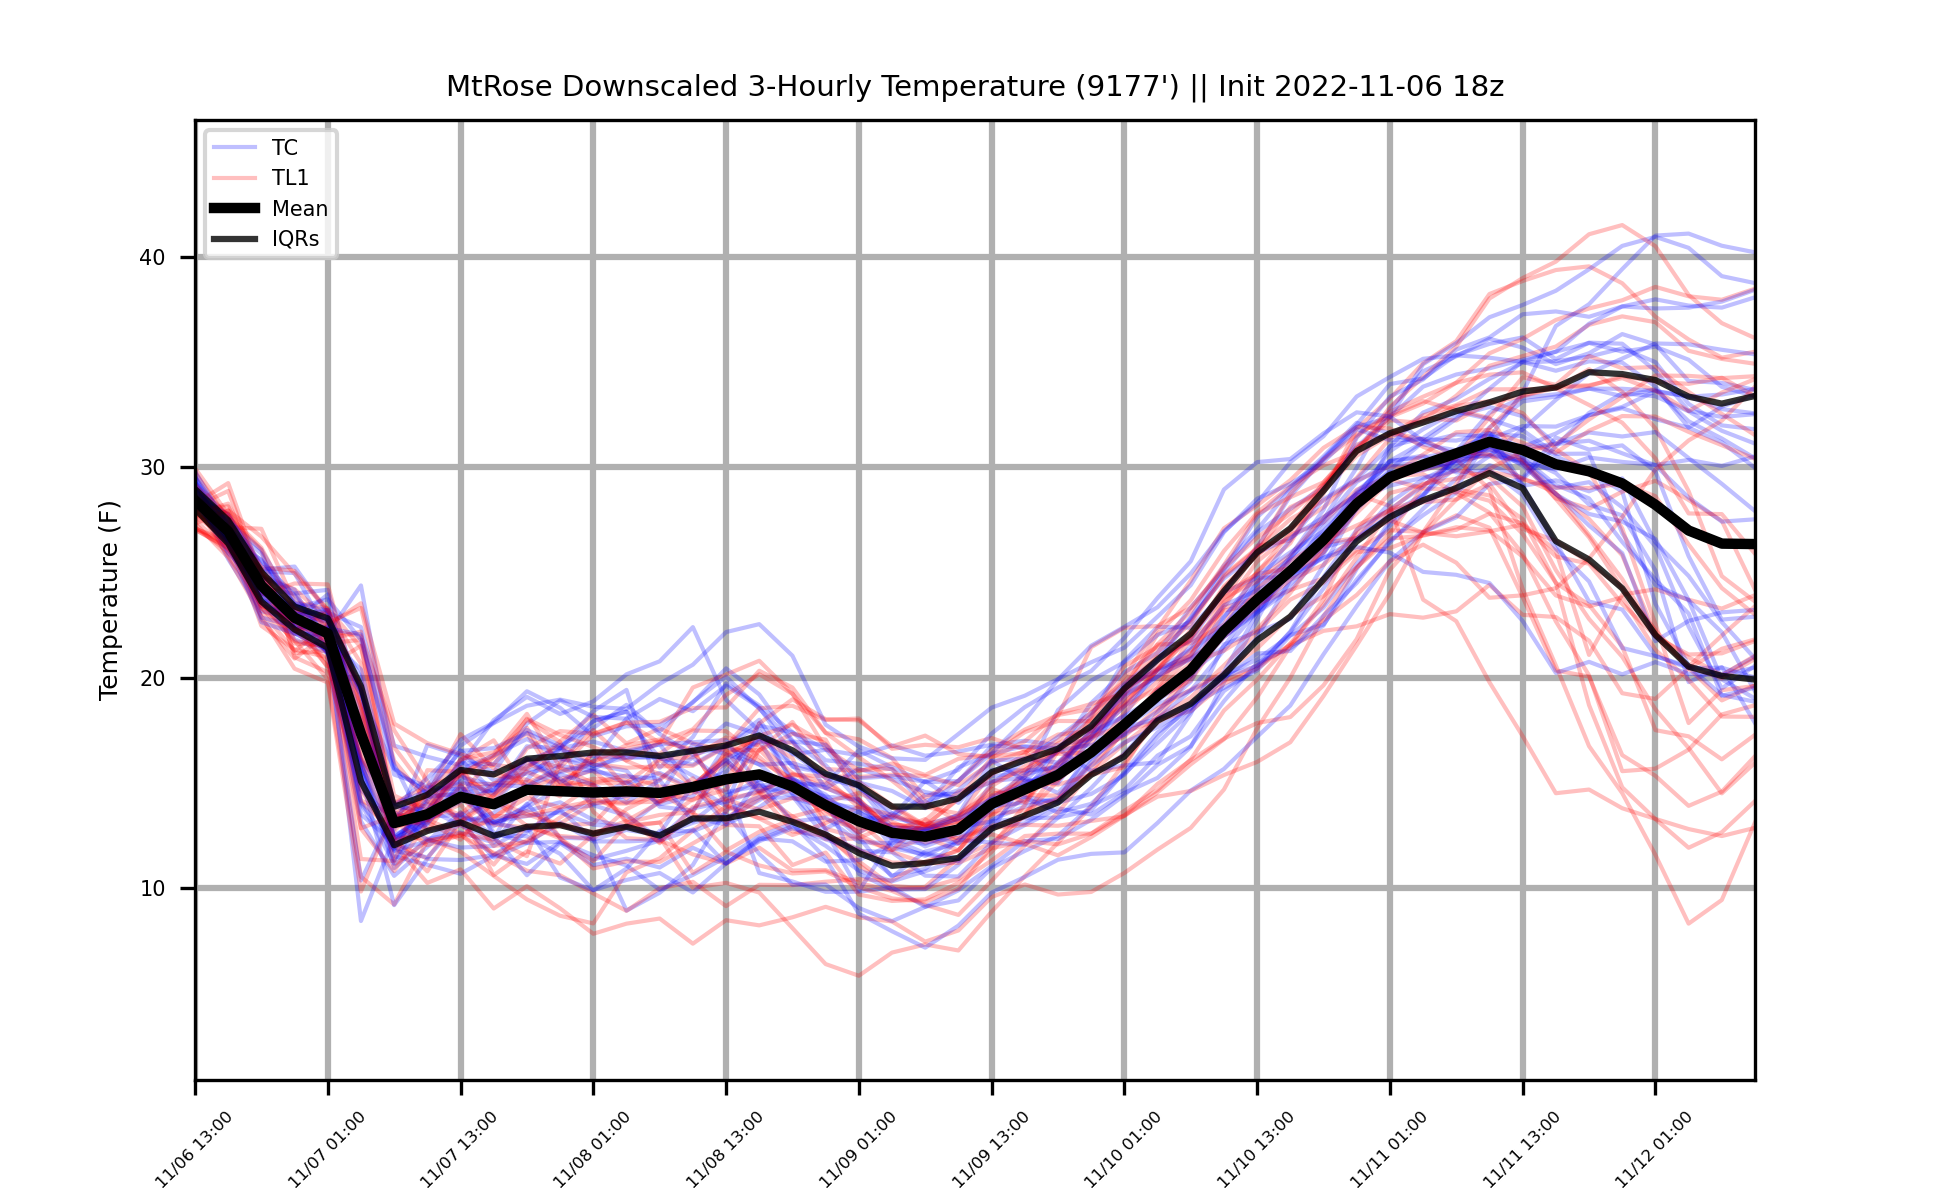 MtRose Downscaled 3-Hourly Temperature (9177') || Init 2022-11-06 18z
TC
TL1
Mean
IQRs
Temperature (F)
40
30
20
10
11/06 13:00
11/07 01:00
11/07 13:00
11/08 01:00
11/08 13:00
11/09 01:00
11/09 13:00
11/10 01:00
11/10 13:00
11/11 01:00
11/11 13:00
11/12 01:00